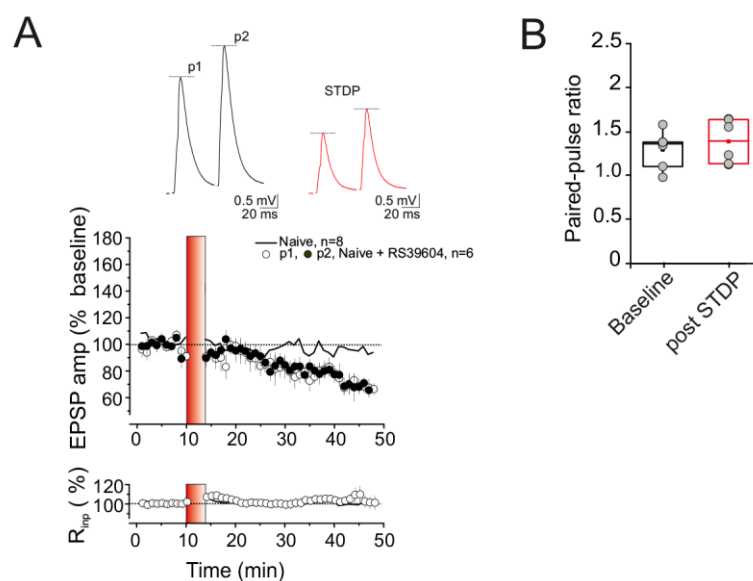 A
p1
p2
STDP
0.5 mV
20 ms
0.5 mV
20 ms
Naive, n=8
p1, p2, Naive + RS39604, n=6
EPSP amp (% baseline)
180
160
140
120
100
80
60
0 10 20 30 40 50
R inp (%)
120
100
0 10 20 30 40 50
Time (min)
B
Paired-pulse ratio
2.5
2.0
1.5
1.0
0.5
0
Baseline
post STDP